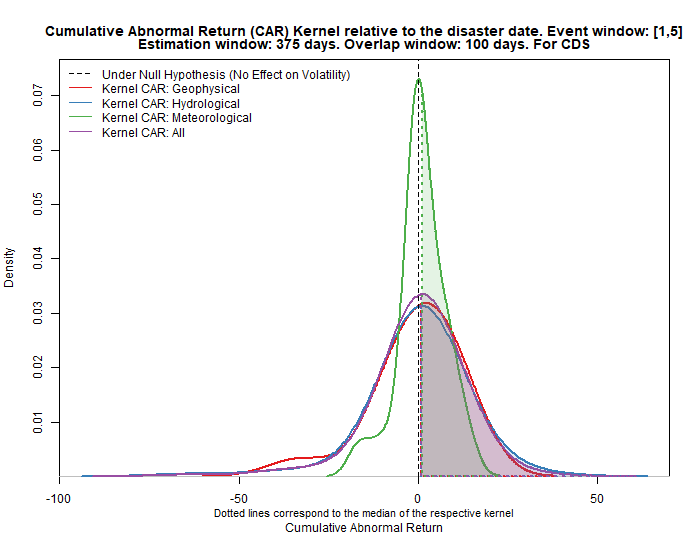 Cumulative Abnormal Return (CAR) Kernel relative to the disaster date. Event window: [1,5]
Estimation window: 375 days. Overlap window: 100 days. For CDS
Under Null Hypothesis (No Effect on Volatility)
Kernel CAR: Geophysical
Kernel CAR: Hydrological
Kernel CAR: Meteorological
Kernel CAR: All
0.07
0.06
0.05
0.04
0.03
0.02
0.01
Density
-100
-50
0
50
Dotted lines correspond to the median of the respective kernel
Cumulative Abnormal Return